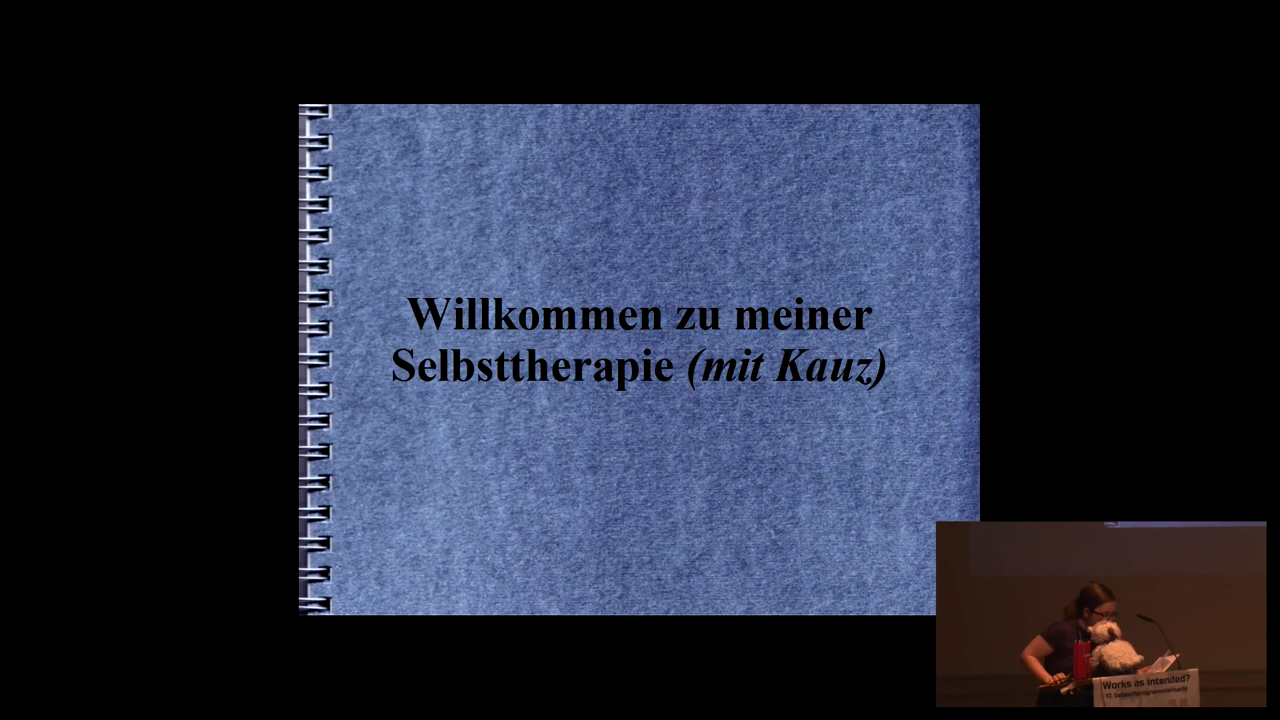 Willkommen zu meiner
Selbsttherapie (mit Kauz)
Works as intended?